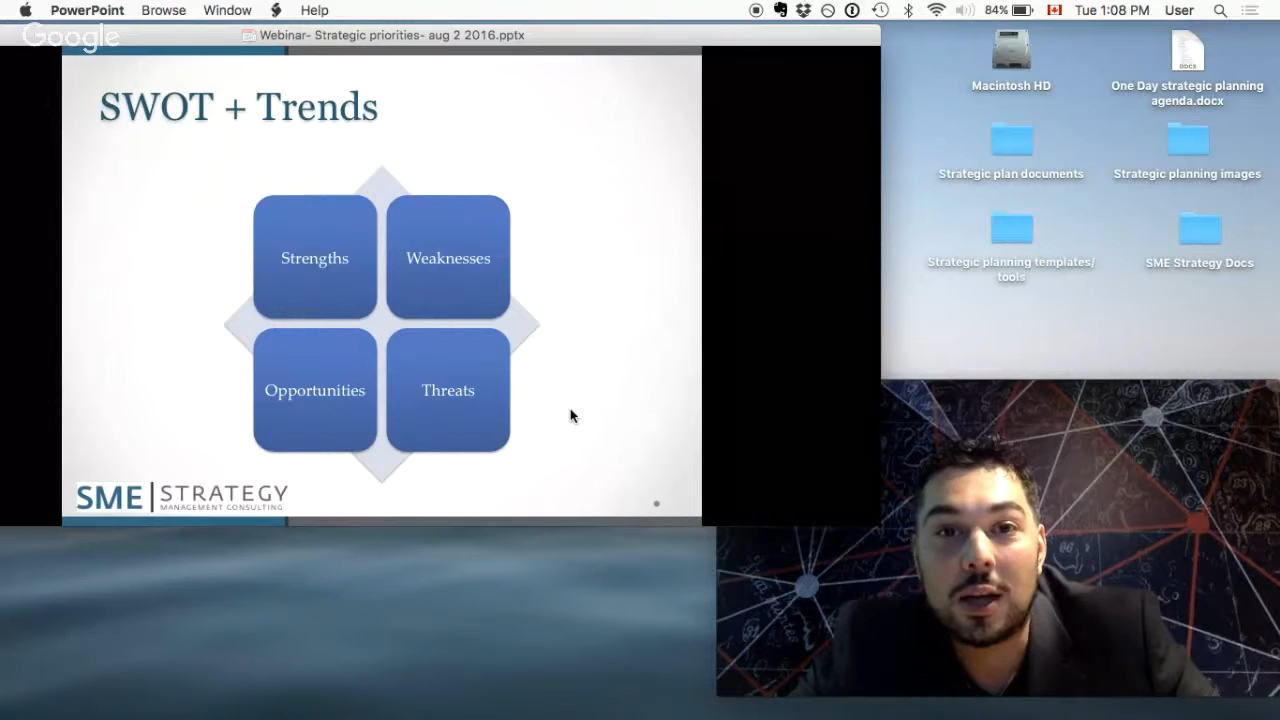 PowerPoint Browse Window Help
84% Tue 1:08 PM User
Google
Webinar- Strategic priorities- aug 2 2016.pptx
SWOT + Trends
Strengths
Weaknesses
Opportunities
Threats
SME STRATEGY
MANAGEMENT CONSULTING
Macintosh HD
DOCX
One Day strategic planning
agenda.docx
Strategic plan documents
Strategic planning images
Strategic planning templates/
tools
SME Strategy Docs